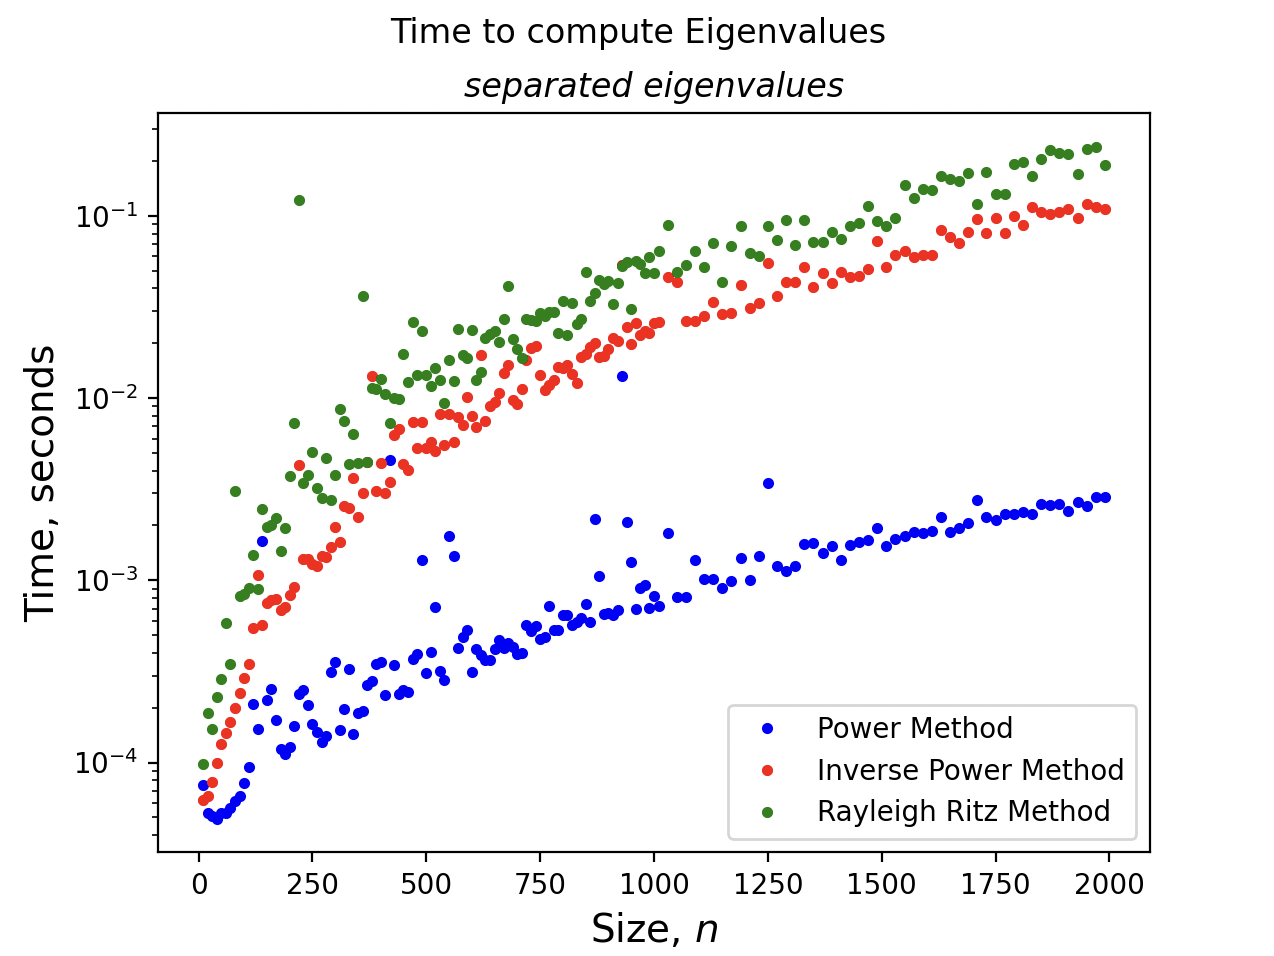 Time to compute Eigenvalues
separated eigenvalues
Time, seconds
10⁻¹
10⁻²
10⁻³
10⁻⁴
Power Method
Inverse Power Method
Rayleigh Ritz Method
0 250 500 750 1000 1250 1500 1750 2000
Size, n